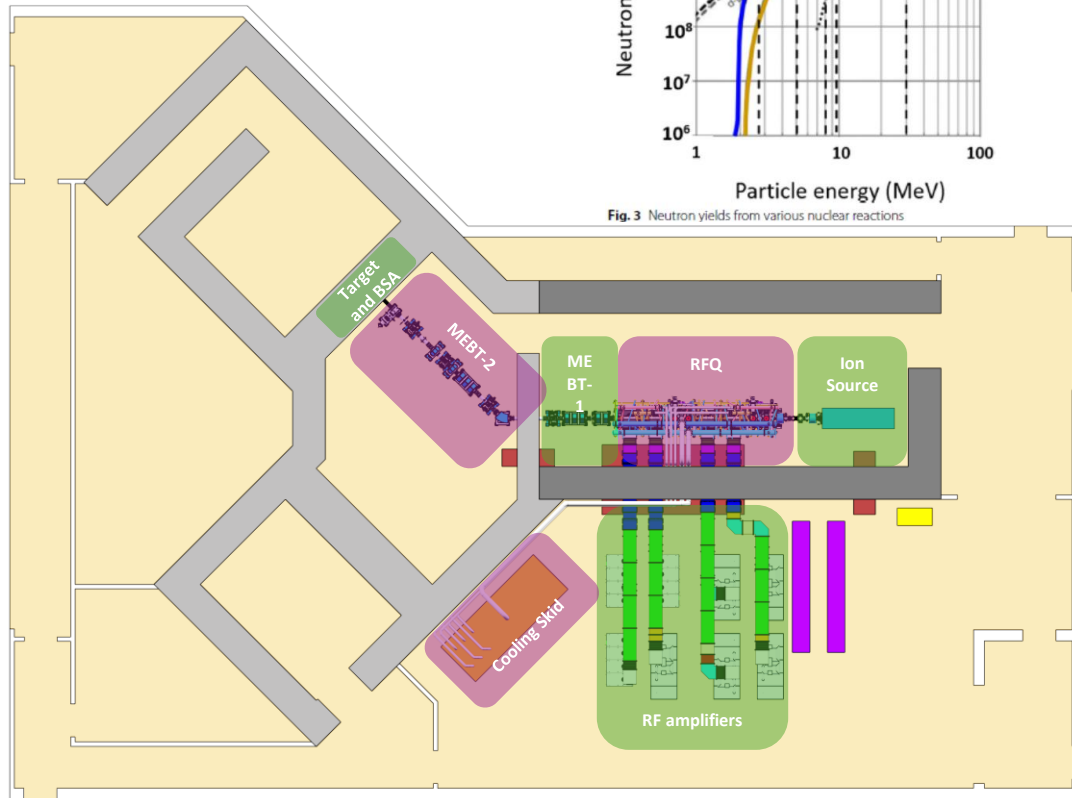 Neutron
10⁸
10⁷
10⁶
1
10
100
Particle energy (MeV)
Fig. 3 Neutron yields from various nuclear reactions
Target
and BSA
MEBT-2
ME
BT-
1
RFQ
Ion
Source
Cooling Skid
RF amplifiers